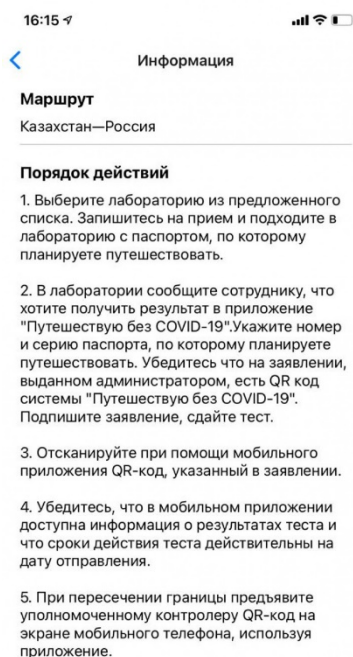 16:15
Информация
Маршрут
Казахстан—Россия
Порядок действий
1. Выберите лабораторию из предложенного
списка. Запишитесь на прием и подходите в
лабораторию с паспортом, по которому
планируете путешествовать.
2. В лаборатории сообщите сотруднику, что
хотите получить результат в приложение
"Путешествую без COVID-19".Укажите номер
и серию паспорта, по которому планируете
путешествовать. Убедитесь что на заявлении,
выданном администратором, есть QR код
системы "Путешествую без COVID-19".
Подпишите заявление, сдайте тест.
3. Отсканируйте при помощи мобильного
приложения QR-код, указанный в заявлении.
4. Убедитесь, что в мобильном приложении
доступна информация о результатах теста и
что сроки действия теста действительны на
дату отправления.
5. При пересечении границы предъявите
уполномоченному контролеру QR-код на
экране мобильного телефона, используя
приложение.